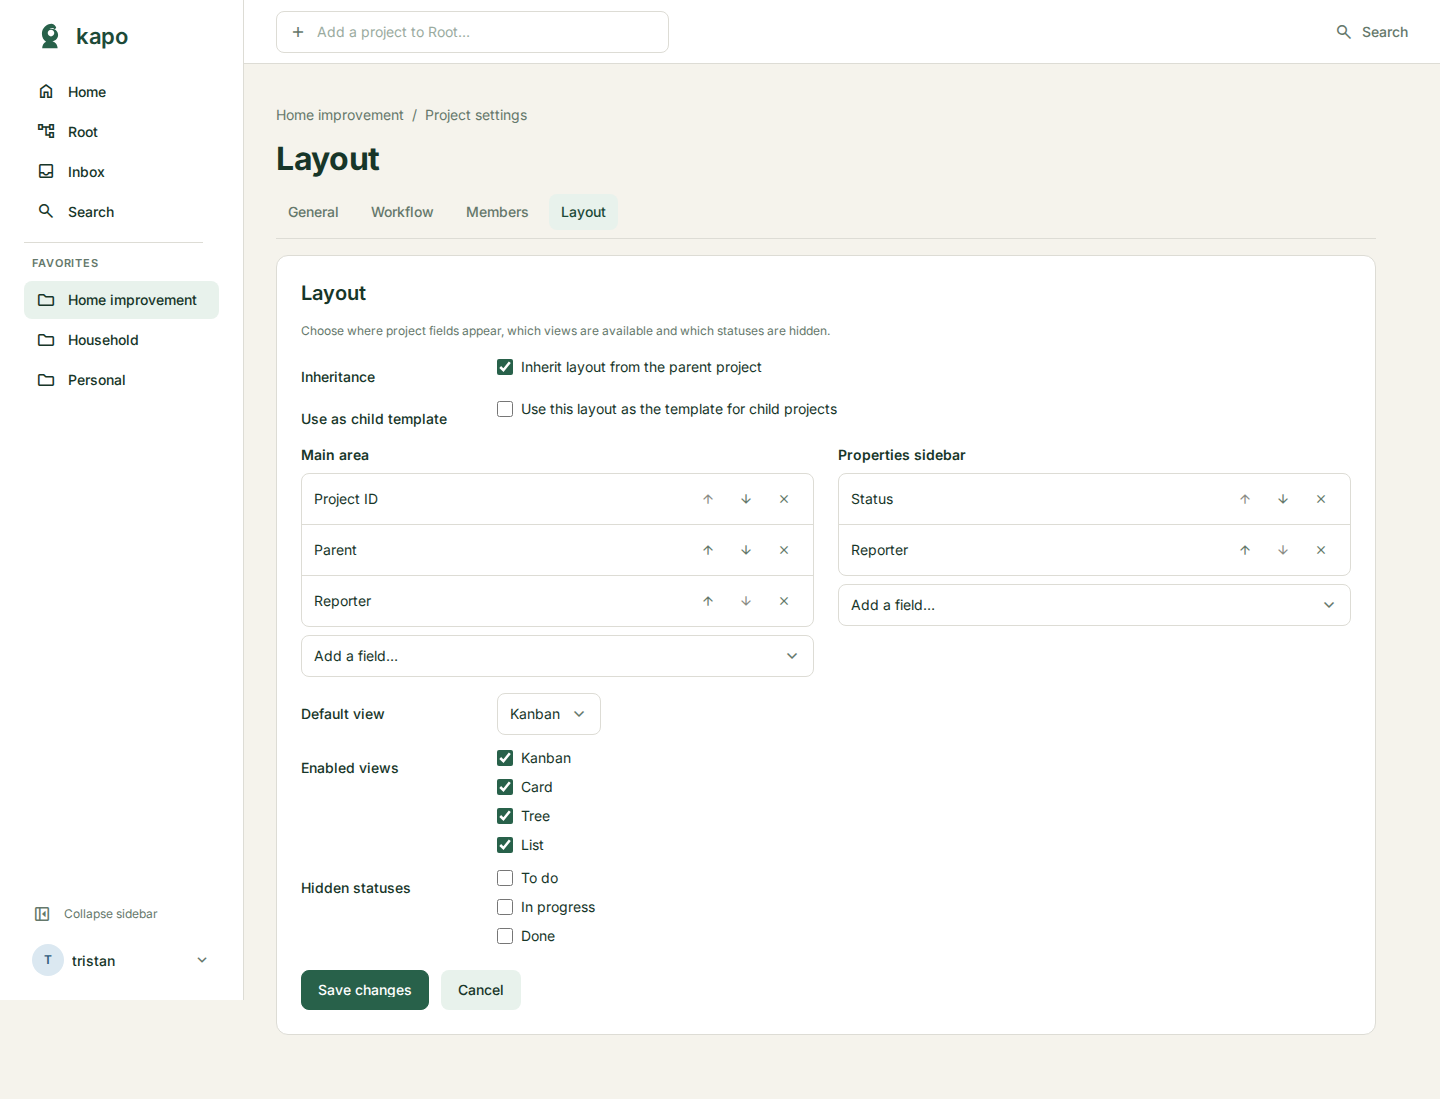 kapo
Add a project to Root...
Search
Home
Root
Inbox
Search
FAVORITES
Home improvement
Household
Personal
Collapse sidebar
T
tristan
Home improvement / Project settings
Layout
General Workflow Members Layout
Layout
Choose where project fields appear, which views are available and which statuses are hidden.
Inheritance
Inherit layout from the parent project
Use as child template
Use this layout as the template for child projects
Main area
Project ID
Parent
Reporter
Add a field...
Properties sidebar
Status
Reporter
Add a field...
Default view
Kanban
Enabled views
Kanban
Card
Tree
List
Hidden statuses
To do
In progress
Done
Save changes
Cancel